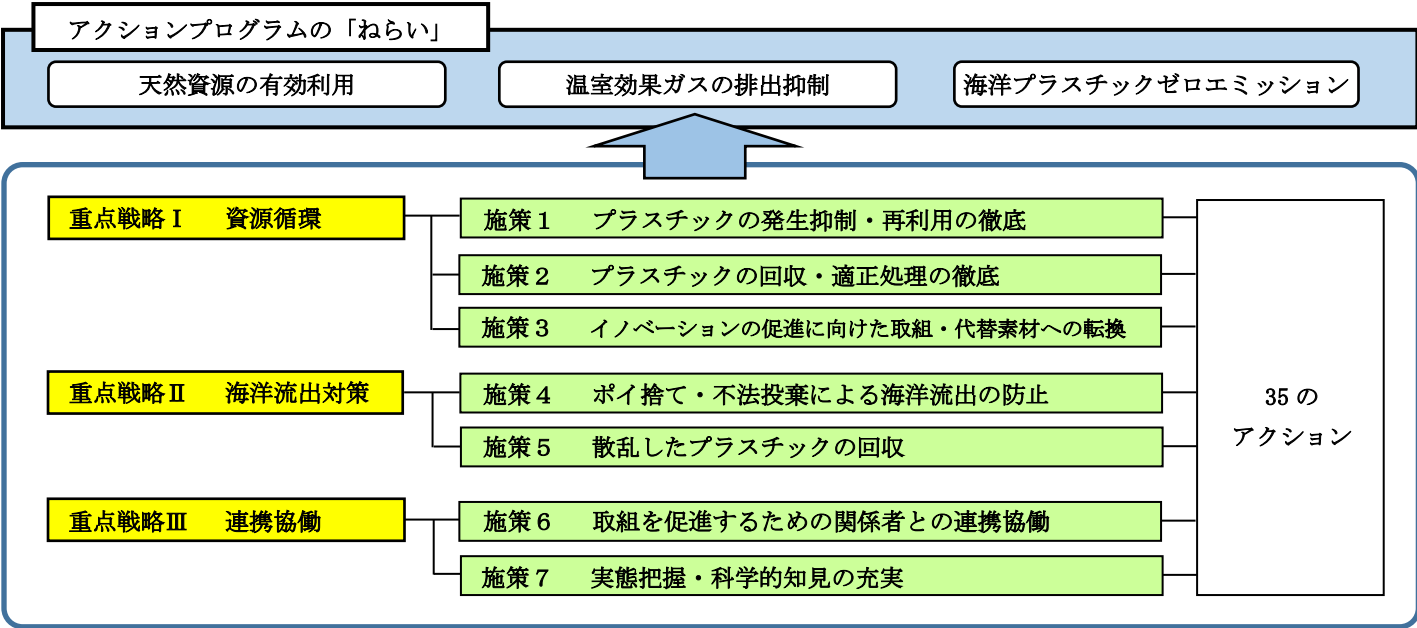 アクションプログラムの「ねらい」
天然資源の有効利用
温室効果ガスの排出抑制
海洋プラスチックゼロエミッション
重点戦略Ⅰ 資源循環
施策１ プラスチックの発生抑制・再利用の徹底
施策２ プラスチックの回収・適正処理の徹底
施策３ イノベーションの促進に向けた取組・代替素材への転換
重点戦略Ⅱ 海洋流出対策
施策４ ポイ捨て・不法投棄による海洋流出の防止
施策５ 散乱したプラスチックの回収
重点戦略Ⅲ 連携協働
施策６ 取組を促進するための関係者との連携協働
施策７ 実態把握・科学的知見の充実
35 の
アクション